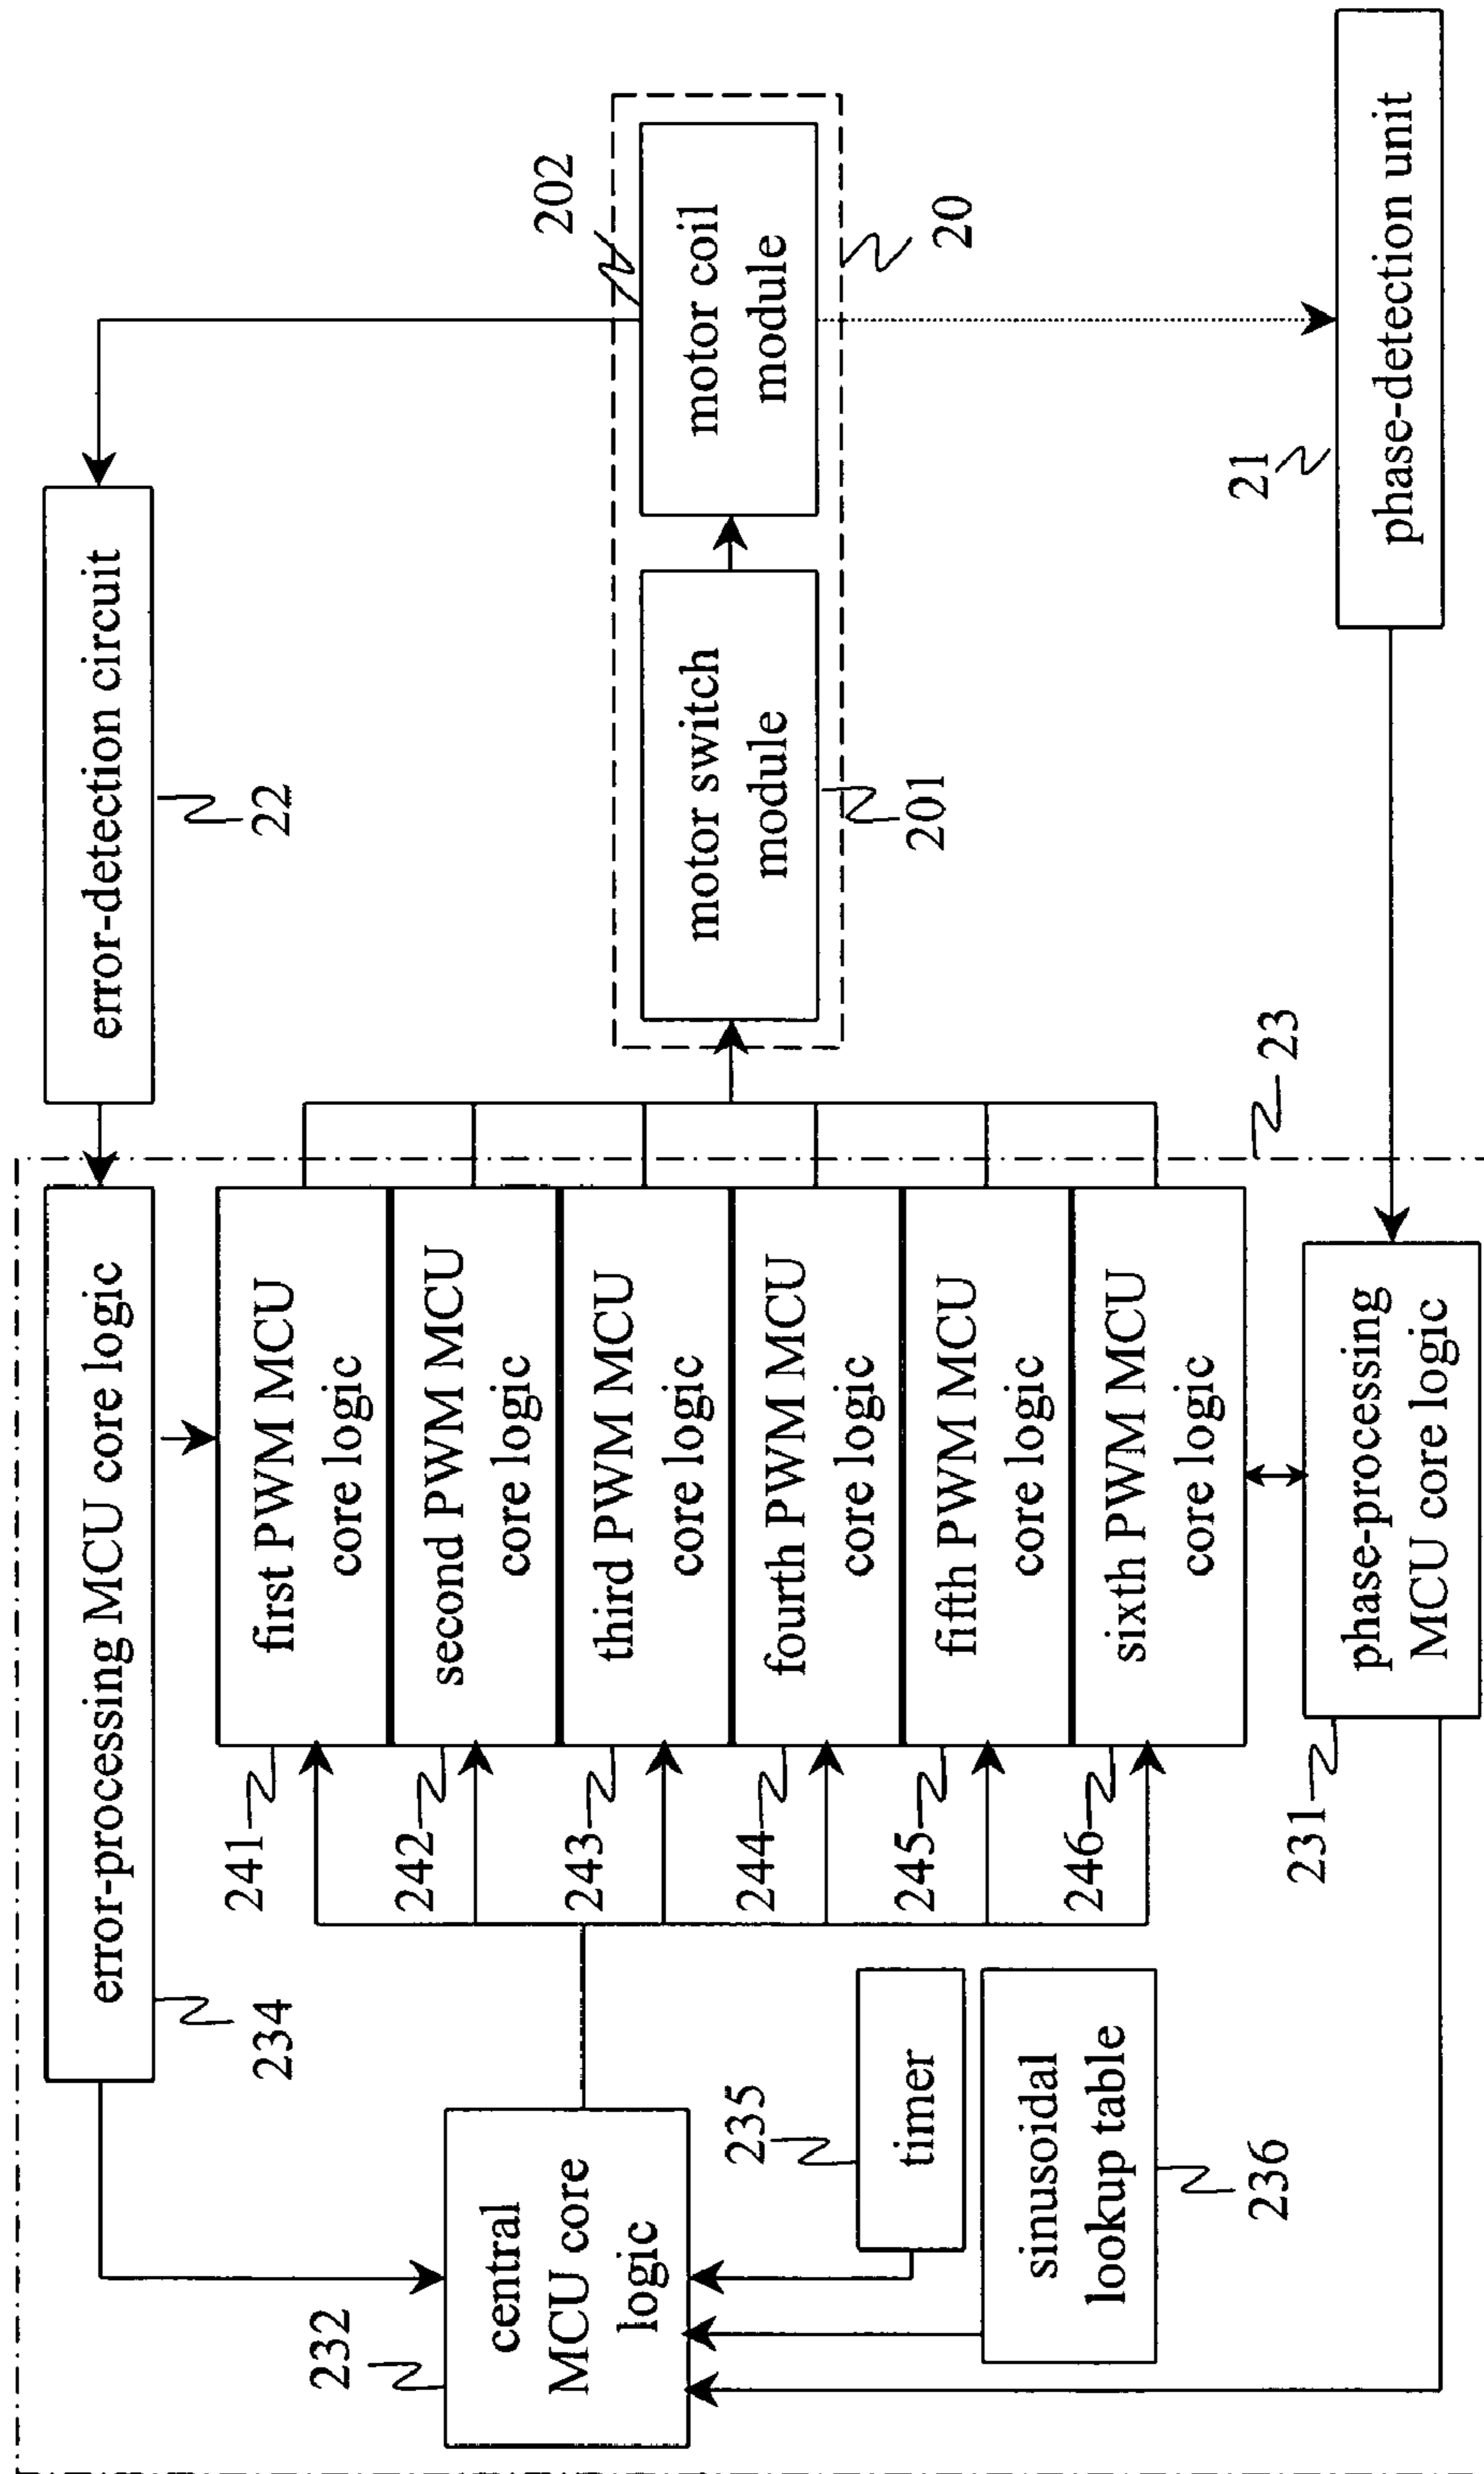 error-processing MCU core logic
234
error-detection circuit
22
central
MCU core
logic
232
241
first PWM MCU
core logic
242
second PWM MCU
core logic
243
third PWM MCU
core logic
244
fourth PWM MCU
core logic
245
fifth PWM MCU
core logic
246
sixth PWM MCU
core logic
235
timer
sinusoidal
lookup table
236
motor switch
module
201
motor coil
module
202
20
23
231
phase-processing
MCU core logic
21
phase-detection unit